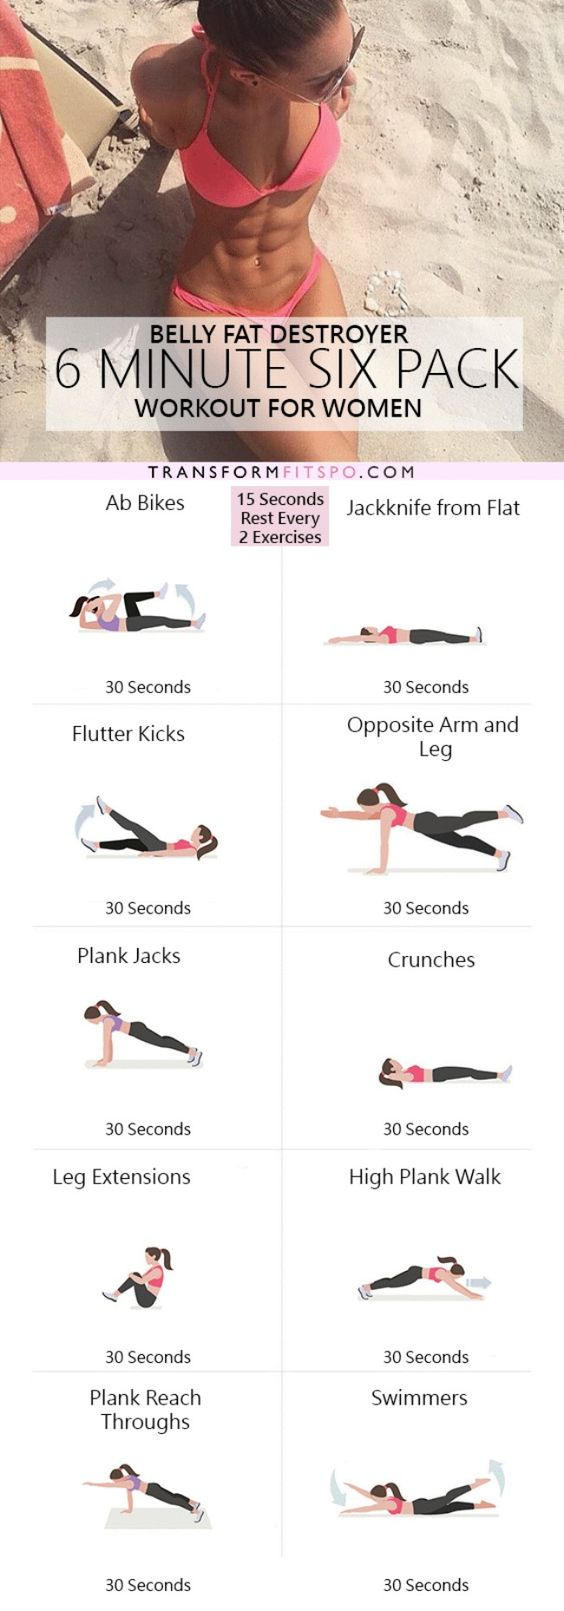 BELLY FAT DESTROYER
6 MINUTE SIX PACK
WORKOUT FOR WOMEN
TRANSFORMFITSPO.COM
Ab Bikes
15 Seconds
Rest Every
2 Exercises
Jackknife from Flat
30 Seconds
30 Seconds
Flutter Kicks
Opposite Arm and
Leg
30 Seconds
30 Seconds
Plank Jacks
Crunches
30 Seconds
30 Seconds
Leg Extensions
High Plank Walk
30 Seconds
30 Seconds
Plank Reach
Throughs
Swimmers
30 Seconds
30 Seconds